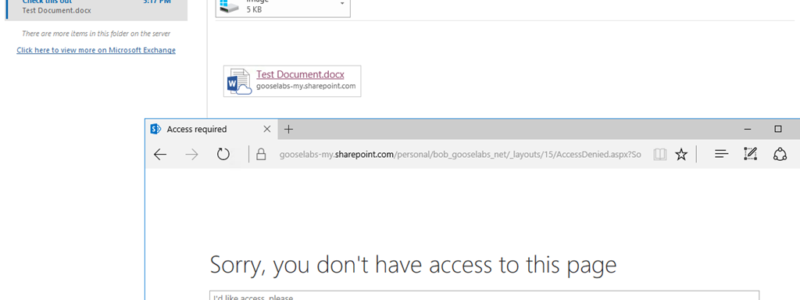 Check this out 5:17 PM
Test Document.docx
There are more items in this folder on the server
Click here to view more on Microsoft Exchange
Image
5 KB
Test Document.docx
gooselabs-my.sharepoint.com
Access required
gooselabs-my.sharepoint.com/personal/bob_gooselabs_net/_layouts/15/AccessDenied.aspx?So
Sorry, you don't have access to this page
I'd like access, please.